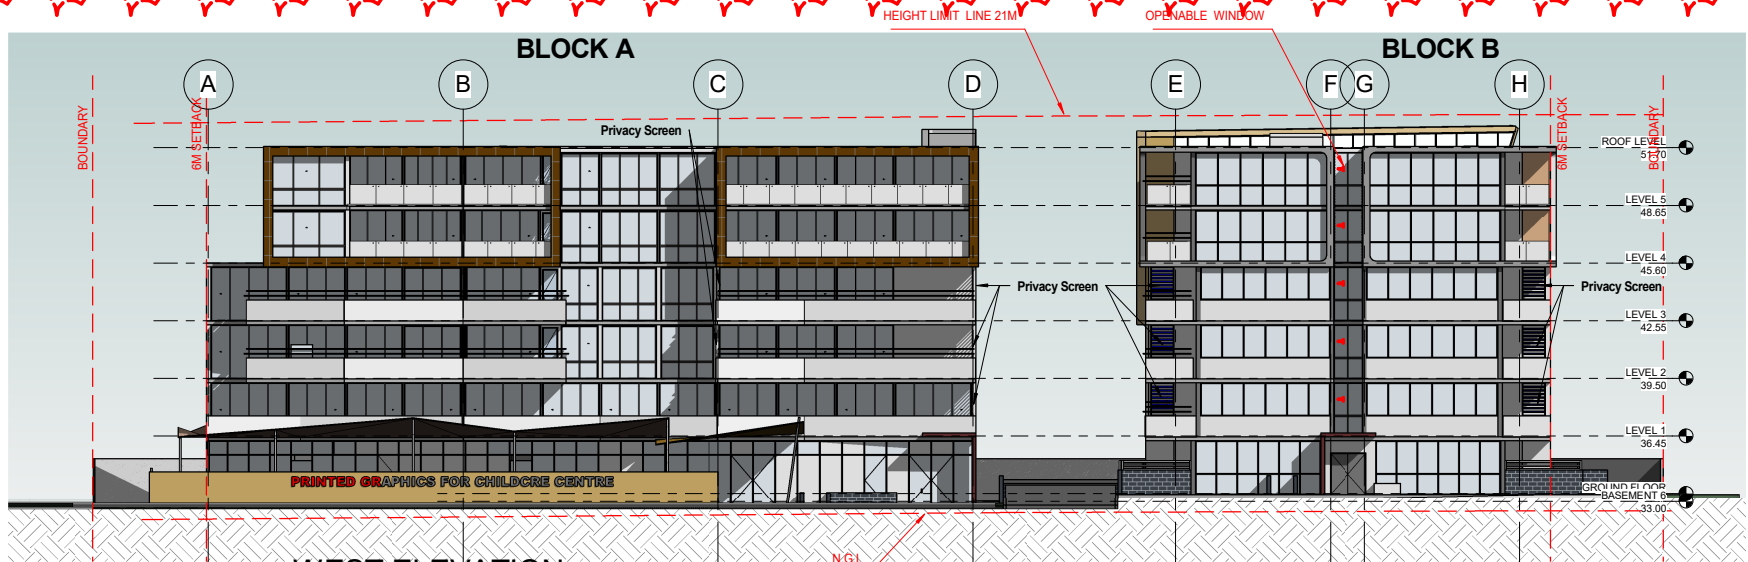 HEIGHT LIMIT LINE 21M
OPENABLE WINDOW
BLOCK A
BLOCK B
A
B
C
D
E
F
G
H
BOUNDARY
6M SETBACK
6M SETBACK
BOUNDARY
Privacy Screen
ROOF LEVEL
51.70
LEVEL 5
48.65
LEVEL 4
45.60
Privacy Screen
Privacy Screen
LEVEL 3
42.55
LEVEL 2
39.50
LEVEL 1
36.45
PRINTED GRAPHICS FOR CHILDCRE CENTRE
GROUND FLOOR
BASEMENT 6
33.00
N.G.L
WEST ELEVATION